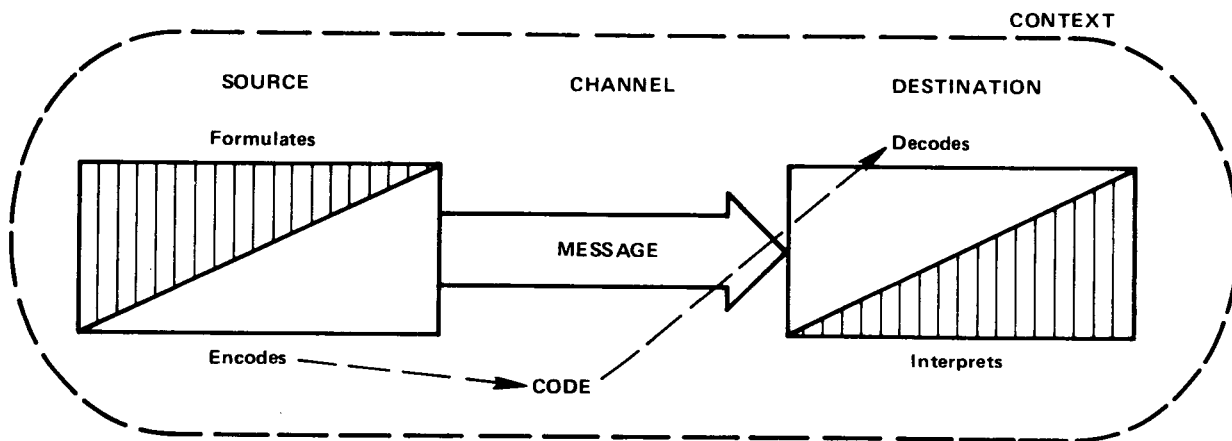 CONTEXT
SOURCE CHANNEL DESTINATION
Formulates
Decodes
MESSAGE
Encodes
Interprets
CODE